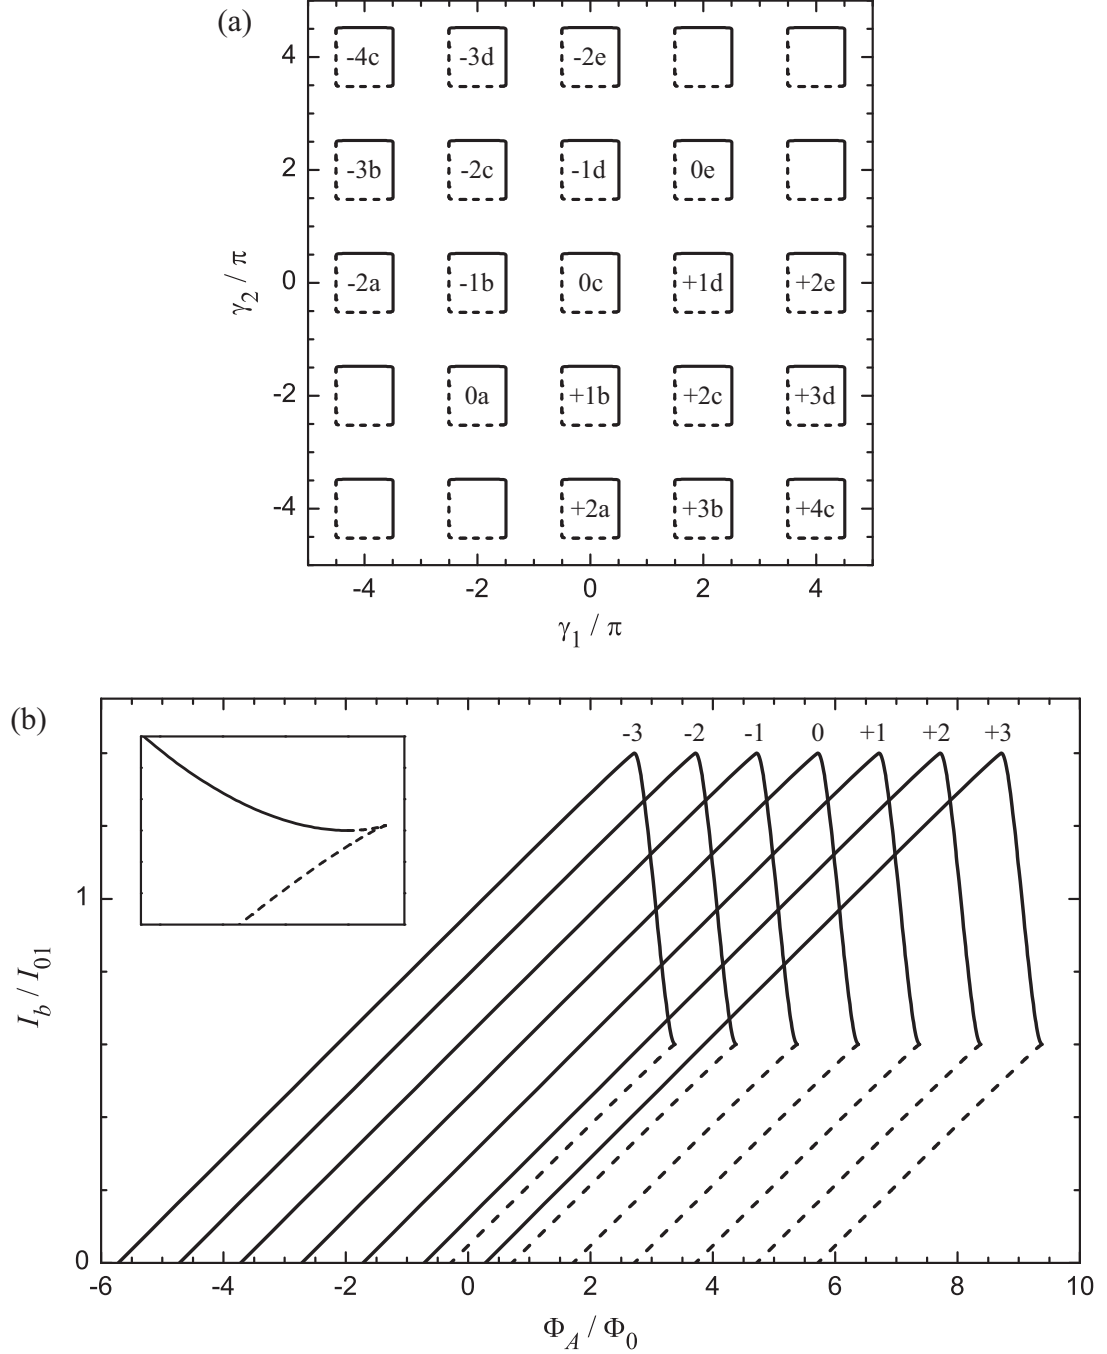 (a)
4 -4c -3d -2e
2 -3b -2c -1d 0e
γ2 / π
0 -2a -1b 0c +1d +2e
-2 0a +1b +2c +3d
-4 +2a +3b +4c
-4 -2 0 2 4
γ1 / π
(b)
-3 -2 -1 0 +1 +2 +3
1
Ib / I01
0
-6 -4 -2 0 2 4 6 8 10
ΦA / Φ0